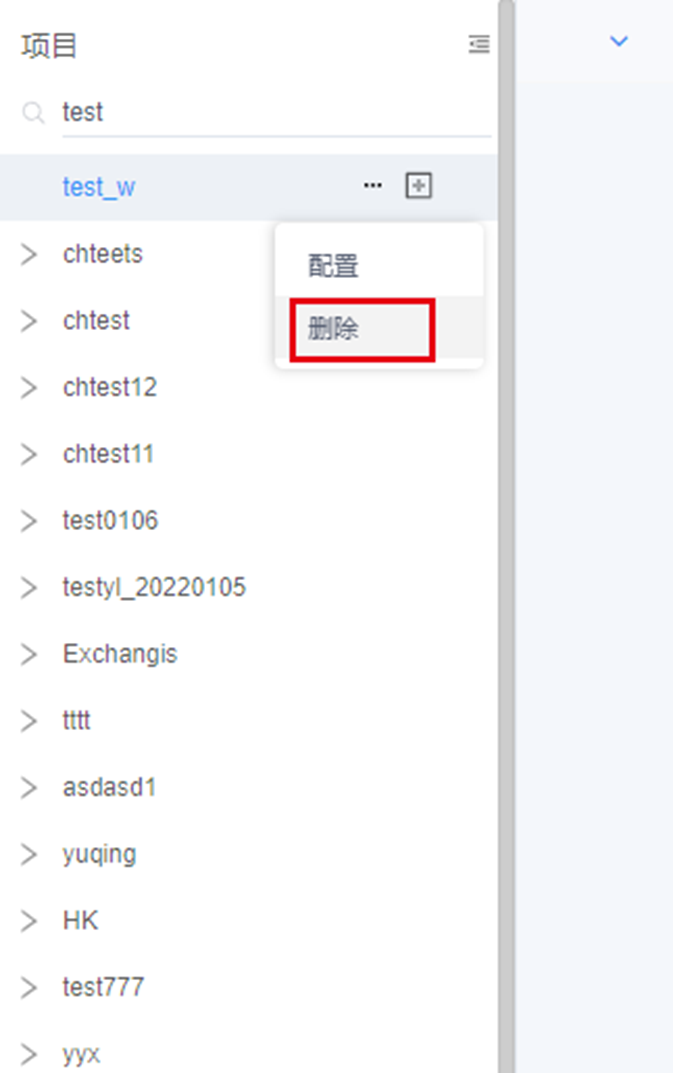 项目
test
test_w
配置
chteets
删除
chtest
chtest12
chtest11
test0106
testyl_20220105
Exchangis
tttt
asdasd1
yuqing
HK
test777
yyx